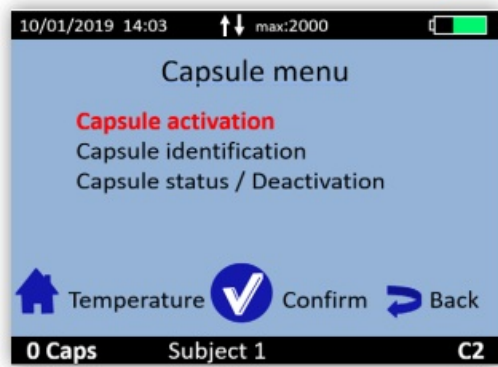 10/01/2019 14:03 max:2000
Capsule menu
Capsule activation
Capsule identification
Capsule status / Deactivation
Temperature Confirm Back
0 Caps Subject 1 C2